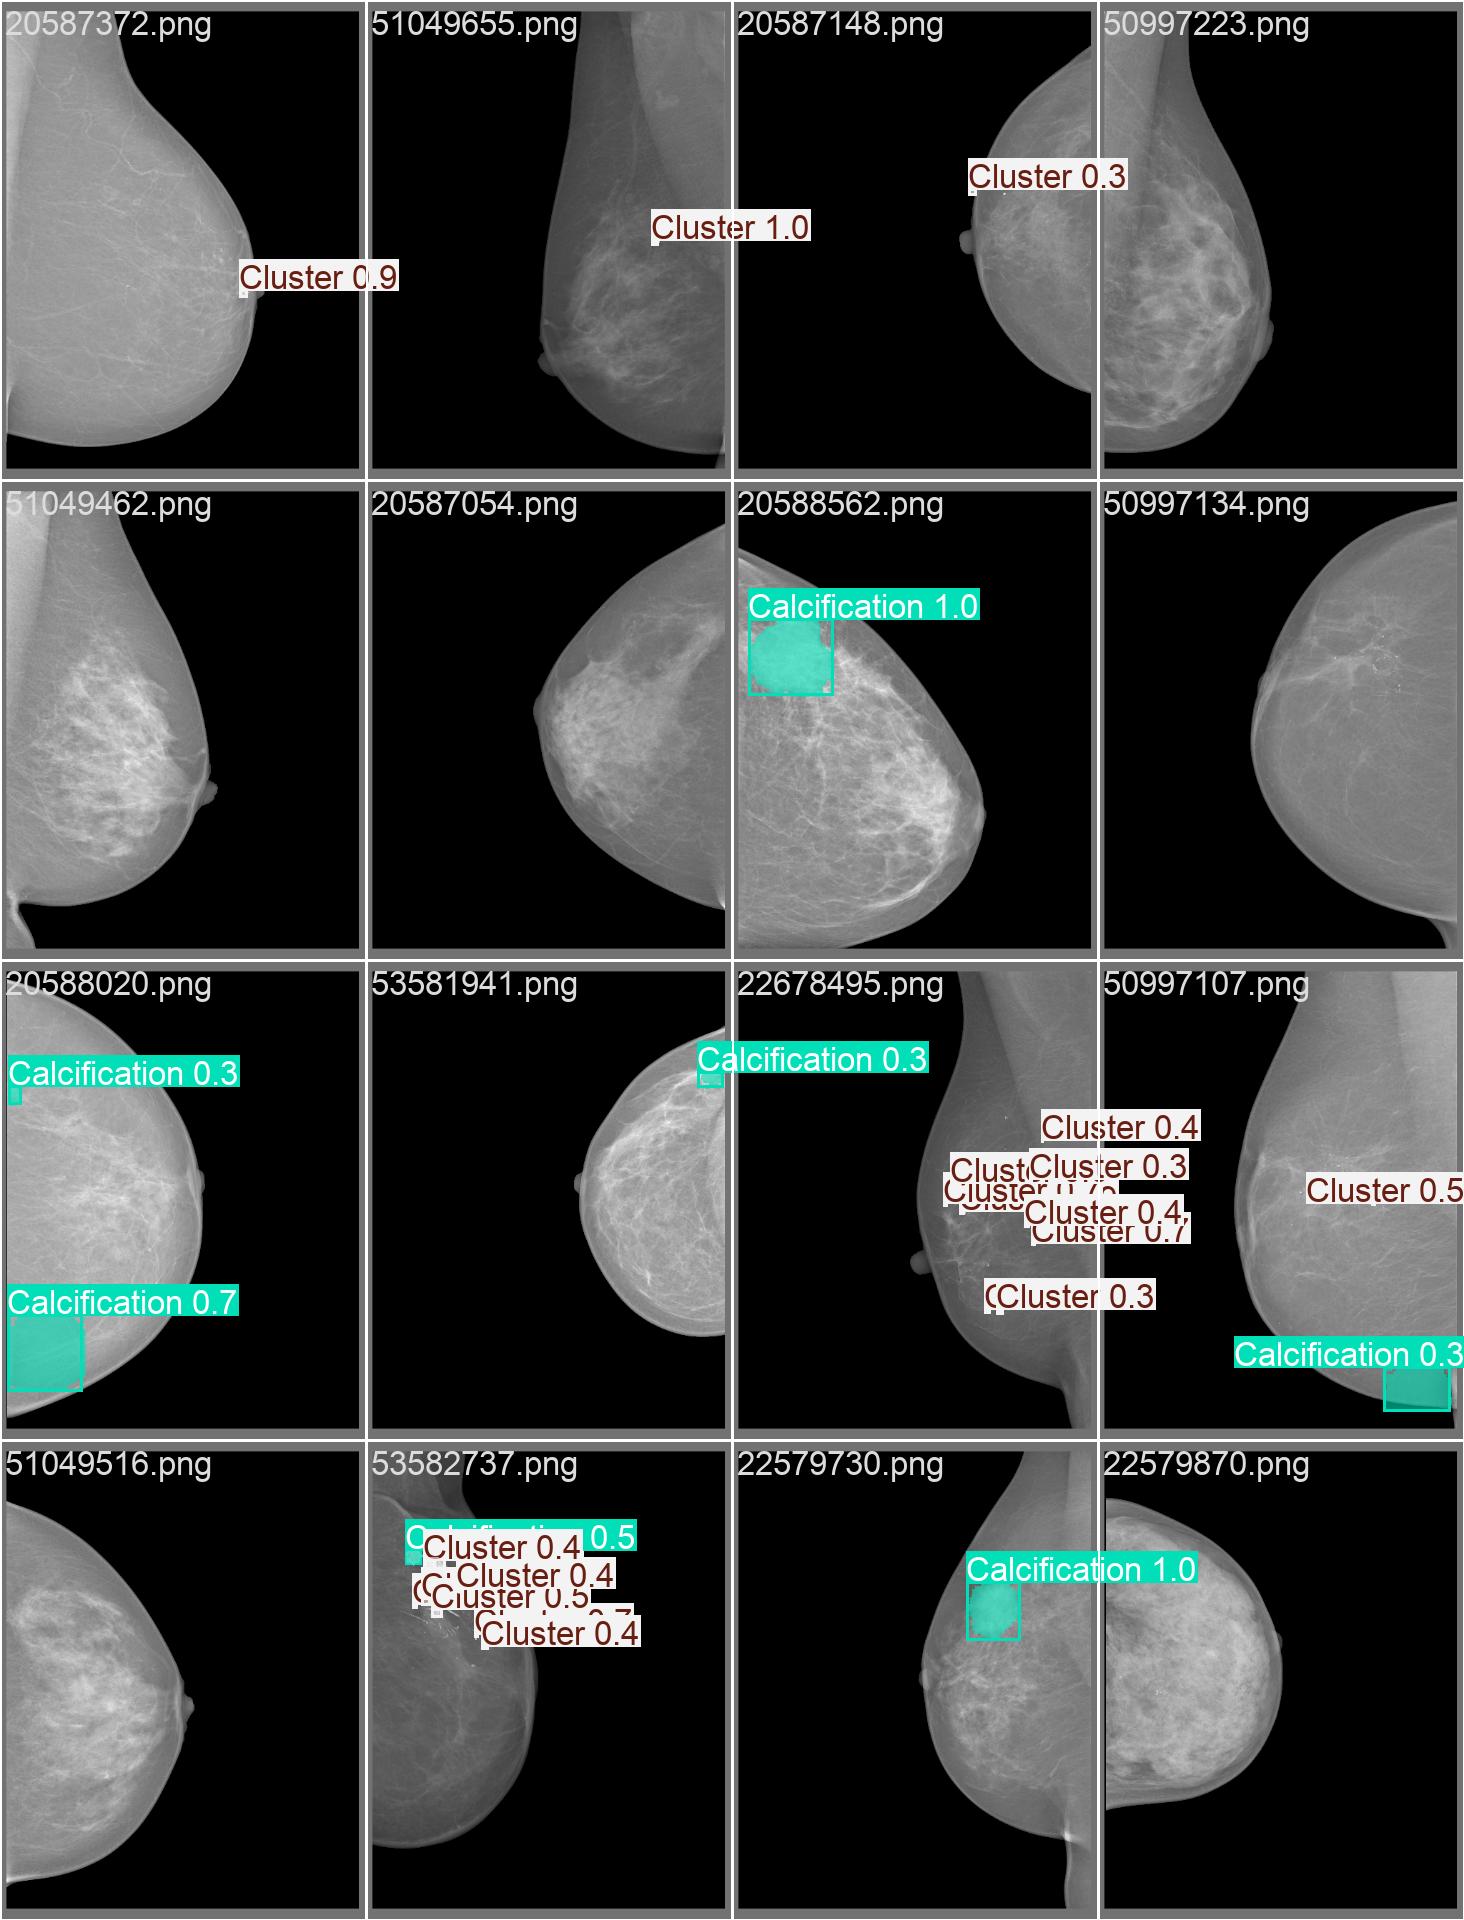 20587372.png
51049655.png
20587148.png
50997223.png
Cluster 0.9
Cluster 1.0
Cluster 0.3
51049462.png
20587054.png
20588562.png
50997134.png
Calcification 1.0
20588020.png
53581941.png
22678495.png
50997107.png
Calcification 0.3
Calcification 0.7
Calcification 0.3
Cluster 0.4
Cluster 0.3
Cluster 0.4
Cluster 0.7
Cluster 0.3
Cluster 0.5
Calcification 0.3
51049516.png
53582737.png
22579730.png
22579870.png
0.5
Cluster 0.4
Cluster 0.4
Cluster 0.5
Cluster 0.4
Calcification 1.0